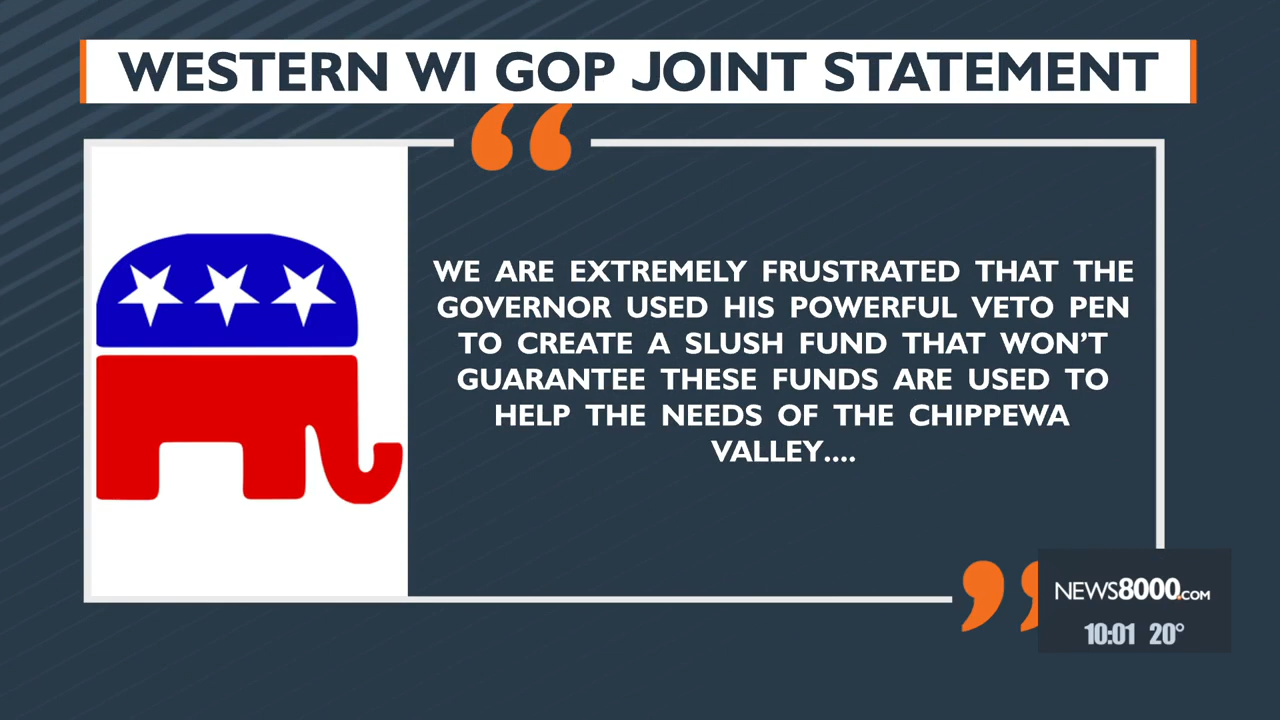 WESTERN WI GOP JOINT STATEMENT
“
WE ARE EXTREMELY FRUSTRATED THAT THE
GOVERNOR USED HIS POWERFUL VETO PEN
TO CREATE A SLUSH FUND THAT WON’T
GUARANTEE THESE FUNDS ARE USED TO
HELP THE NEEDS OF THE CHIPPEWA
VALLEY....
”
NEWS8000.COM
10:01 20°